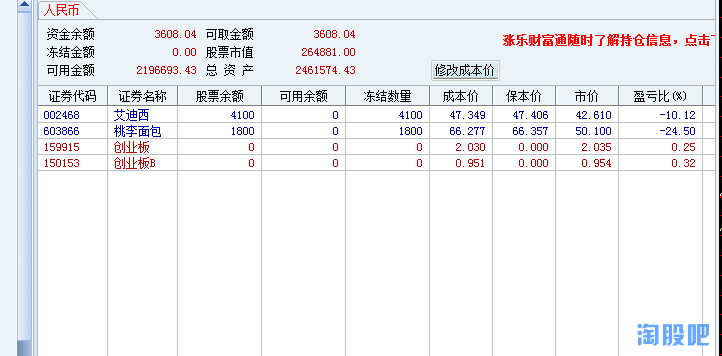 人民币
资金余额 3608.04 可取金额 3608.04
涨乐财富通随时了解持仓信息，点击
冻结金额 0.00 股票市值 264881.00
可用金额 2196693.43 总 资 产 2461574.43 修改成本价
证券代码 证券名称 股票余额 可用余额 冻结数量 成本价 保本价 市价 盈亏比(%)
002468 艾迪西 4100 0 4100 47.349 47.406 42.610 -10.12
603866 桃李面包 1800 0 1800 66.277 66.357 50.100 -24.50
159915 创业板 0 0 0 2.030 0.000 2.035 0.25
150153 创业板B 0 0 0 0.951 0.000 0.954 0.32
淘股吧